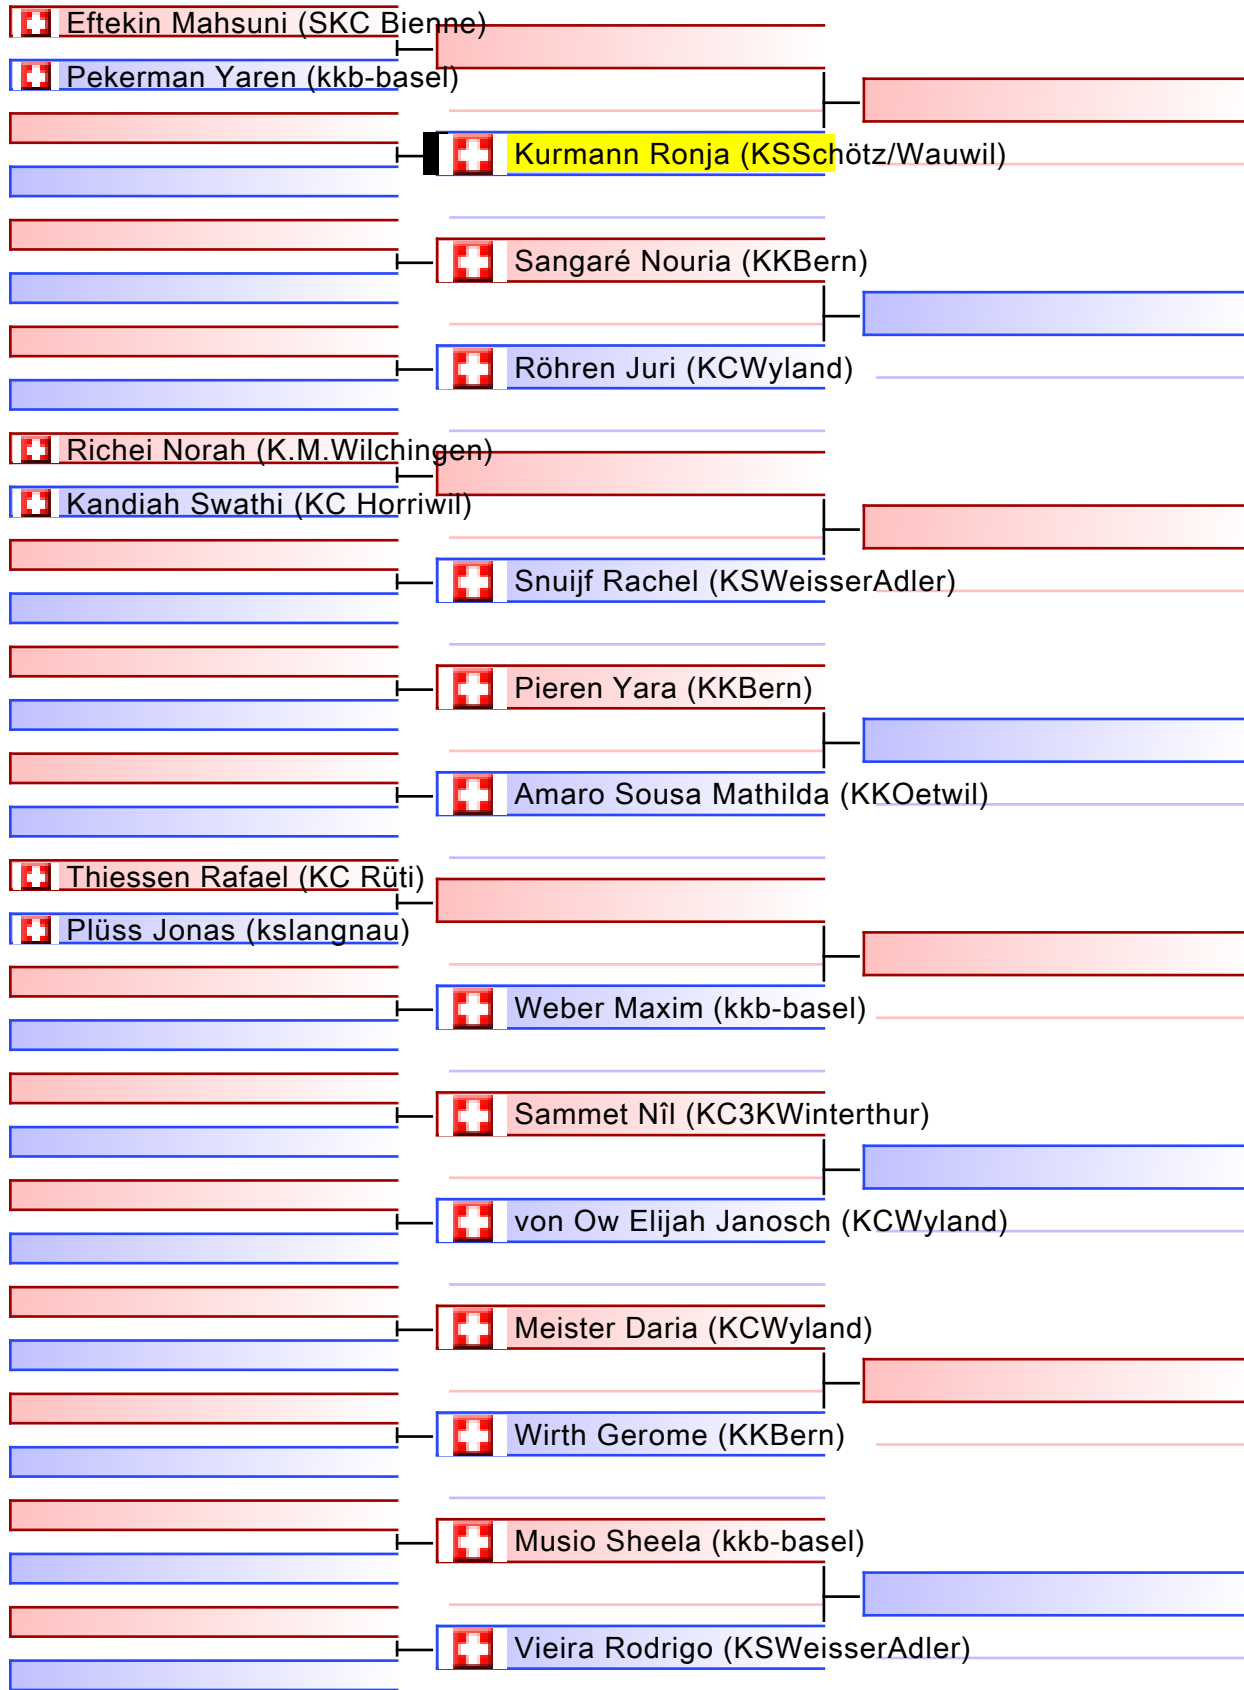 Eftekin Mahsuni (SKC Bienne)
Pekerman Yaren (kkb-basel)
Kurmann Ronja (KSSchötz/Wauwil)
Sangaré Nouria (KKBern)
Röhren Juri (KCWyland)
Richei Norah (K.M.Wilchingen)
Kandiah Swathi (KC Horriwil)
Snuijf Rachel (KSWeisserAdler)
Pieren Yara (KKBern)
Amaro Sousa Mathilda (KKOetwil)
Thiessen Rafael (KC Rüti)
Plüss Jonas (kslangnau)
Weber Maxim (kkb-basel)
Sammet Nîl (KC3KWinterthur)
von Ow Elijah Janosch (KCWyland)
Meister Daria (KCWyland)
Wirth Gerome (KKBern)
Musio Sheela (kkb-basel)
Vieira Rodrigo (KSWeisserAdler)